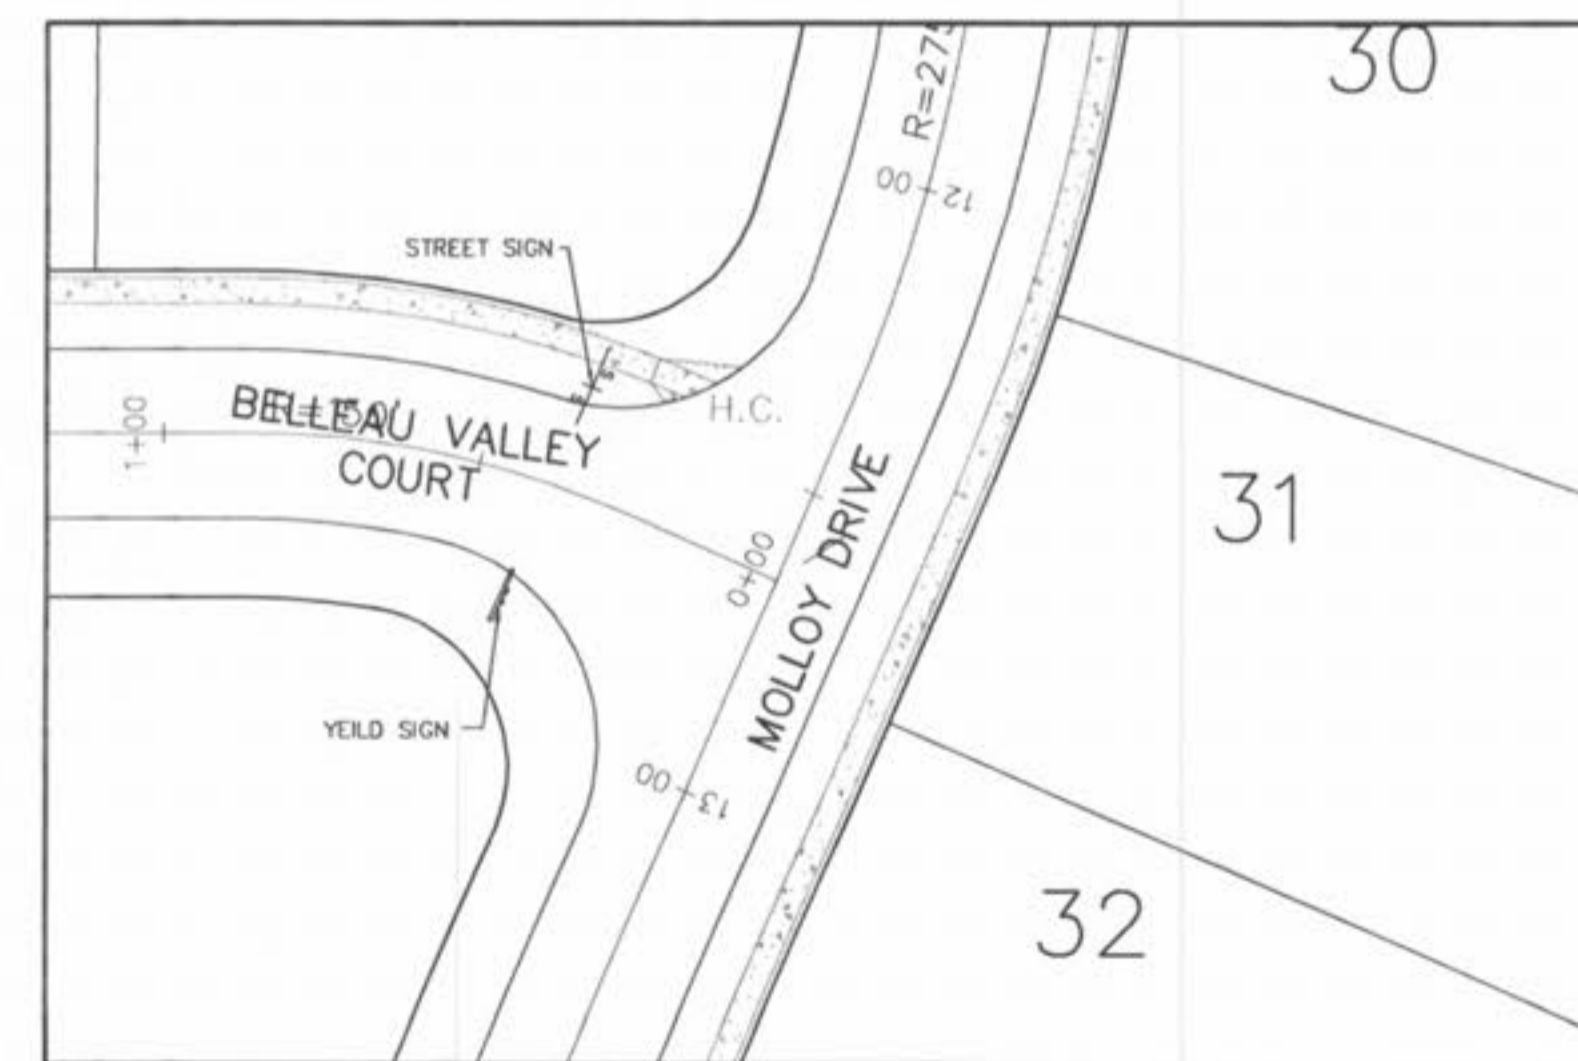 30
R=275
12+00
STREET SIGN
BELLEAU VALLEY
COURT
1+00
H.C.
31
MOLLOY DRIVE
0+00
YEILD SIGN
13+00
32